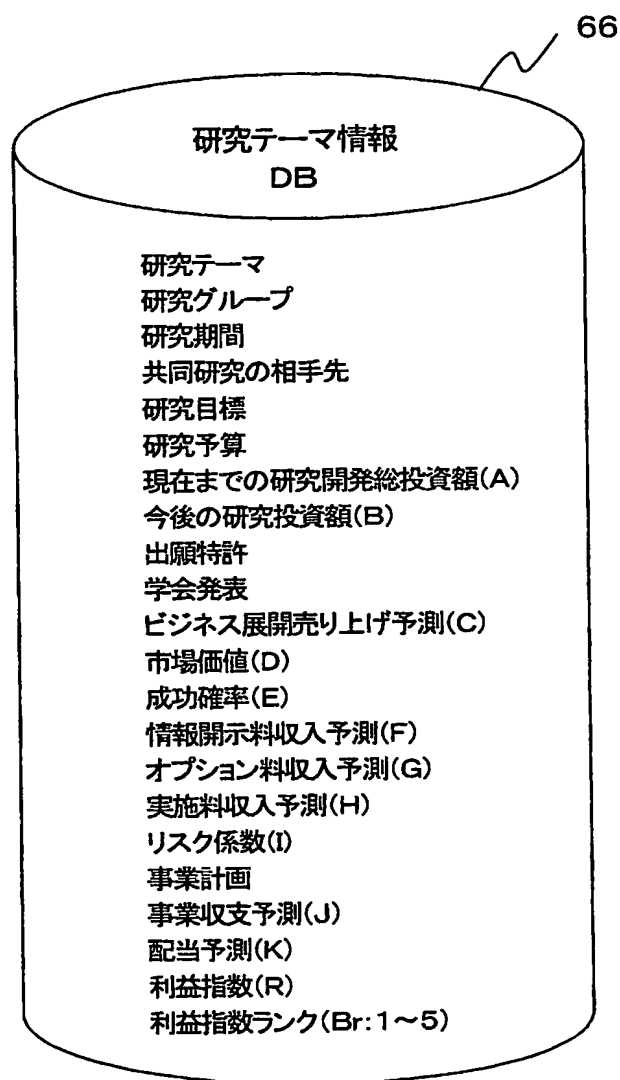 66
研究テーマ情報
DB
研究テーマ
研究グループ
研究期間
共同研究の相手先
研究目標
研究予算
現在までの研究開発総投資額(A)
今後の研究投資額(B)
出願特許
学会発表
ビジネス展開売り上げ予測(C)
市場価値(D)
成功確率(E)
情報開示料収入予測(F)
オプション料収入予測(G)
実施料収入予測(H)
リスク係数(I)
事業計画
事業収支予測(J)
配当予測(K)
利益指数(R)
利益指数ランク(Br:1～5)